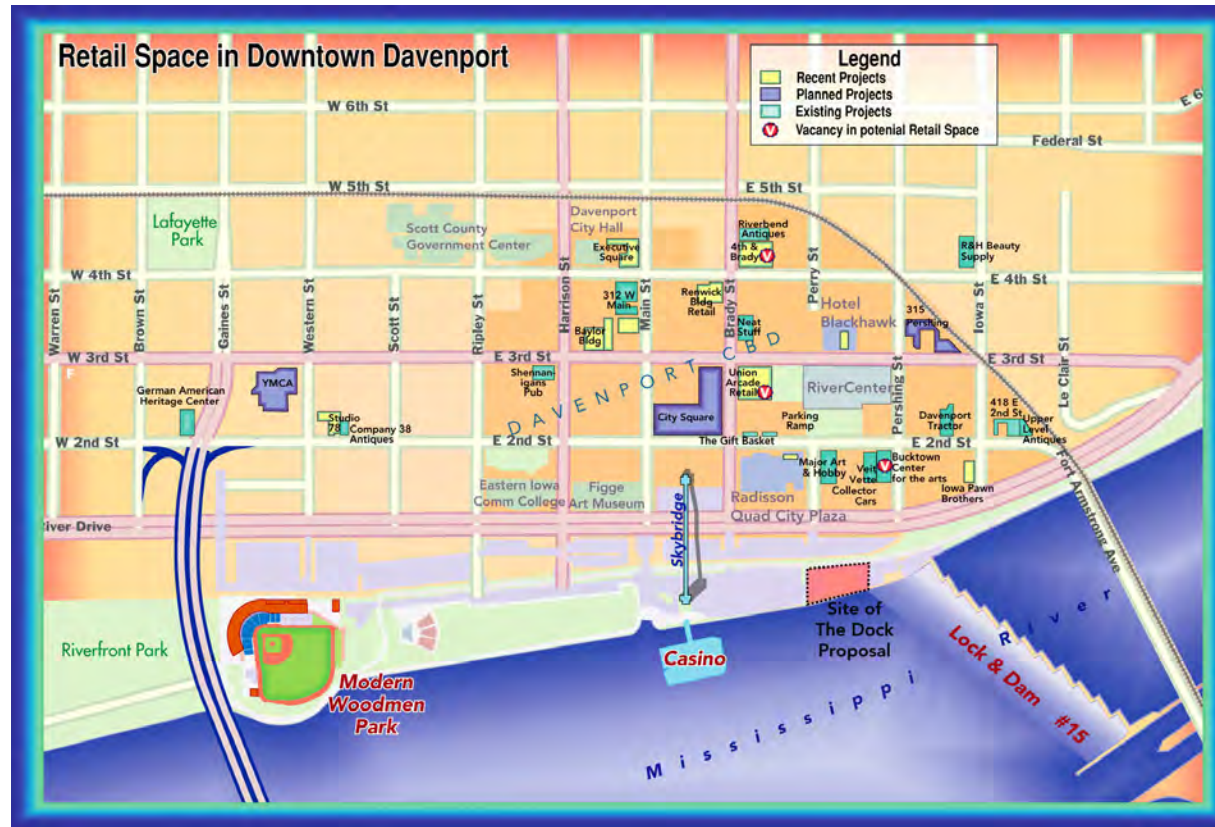 Retail Space in Downtown Davenport
Legend
Recent Projects
Planned Projects
Existing Projects
V
Vacancy in potenial Retail Space
W 6th St
E 6
Federal St
W 5th St
E 5th St
Lafayette
Park
Scott County
Government Center
Davenport
City Hall
Executive
Square
Riverbend
Antiques
4th &
Brady
V
R&H Beauty
Supply
W 4th St
E 4th St
Warren St
Brown St
Gaines St
Western St
Scott St
Ripley St
Harrison St
Main St
Brady St
Perry St
Pershing St
Iowa St
Le Clair St
312 W
Main
Renwick
Bldg
Retail
Baylor
Bldg
Neat
Stuff
Hotel
Blackhawk
315
Pershing
W 3rd St
E 3rd St
E 3rd St
F
DAVENPORT CBD
German American
Heritage Center
YMCA
Shennan-
igans
Pub
Union
Arcade
Retail
V
RiverCenter
Studio
78
Company 38
Antiques
City Square
Parking
Ramp
Davenport
Tractor
418 E
2nd St
Upper
Level
Antiques
W 2nd St
E 2nd St
The Gift Basket
E 2nd St
Eastern Iowa
Comm College
Figge
Art Museum
Radisson
Quad City Plaza
Major Art
& Hobby
Veit
Vette
Collector
Cars
V
Bucktown
Center
for the arts
Iowa Pawn
Brothers
Fort Armstrong Ave
River Drive
Skybridge
Riverfront Park
Modern
Woodmen
Park
Casino
Site of
The Dock
Proposal
Lock & Dam #15
Mississippi
River